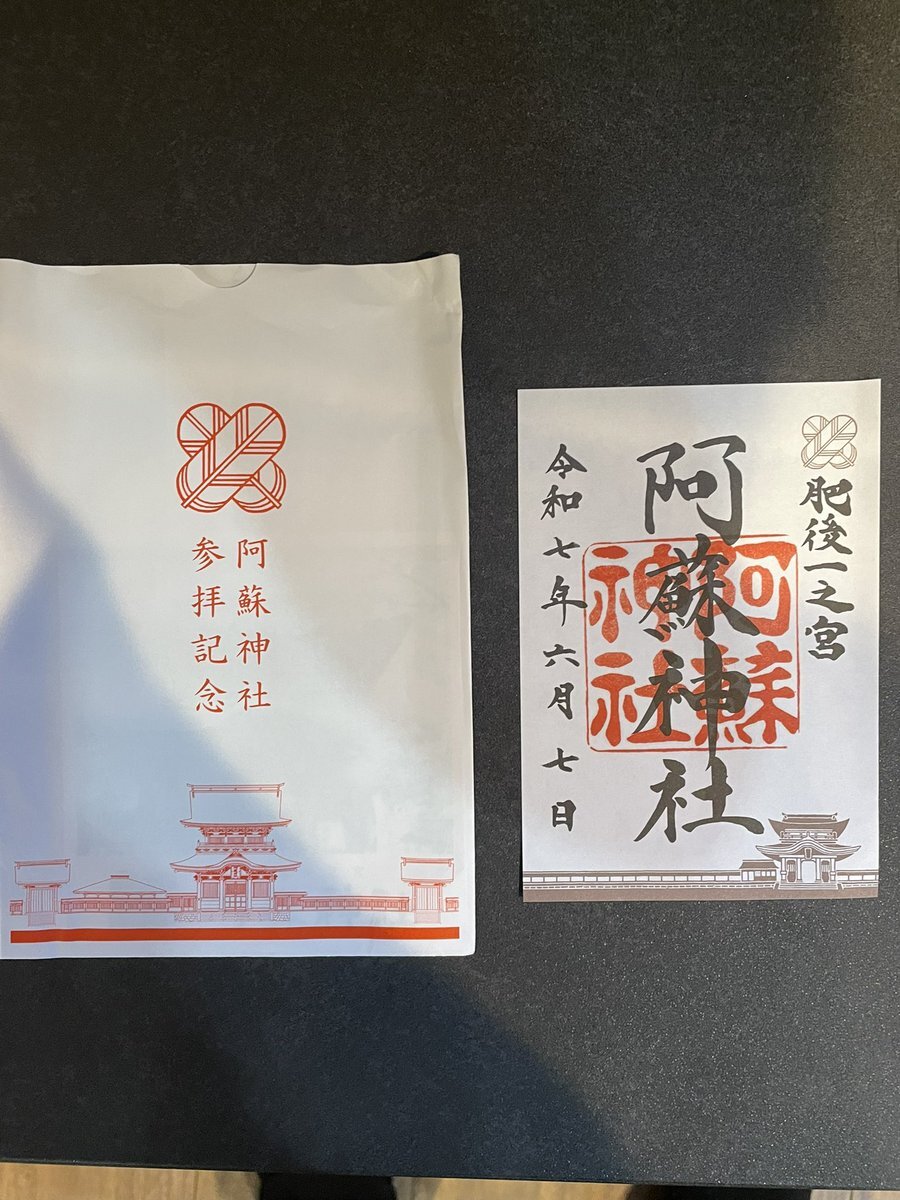 阿蘇神社
参拝記念
肥後一之宮
阿蘇神社
阿蘇
神社
令和七年六月七日